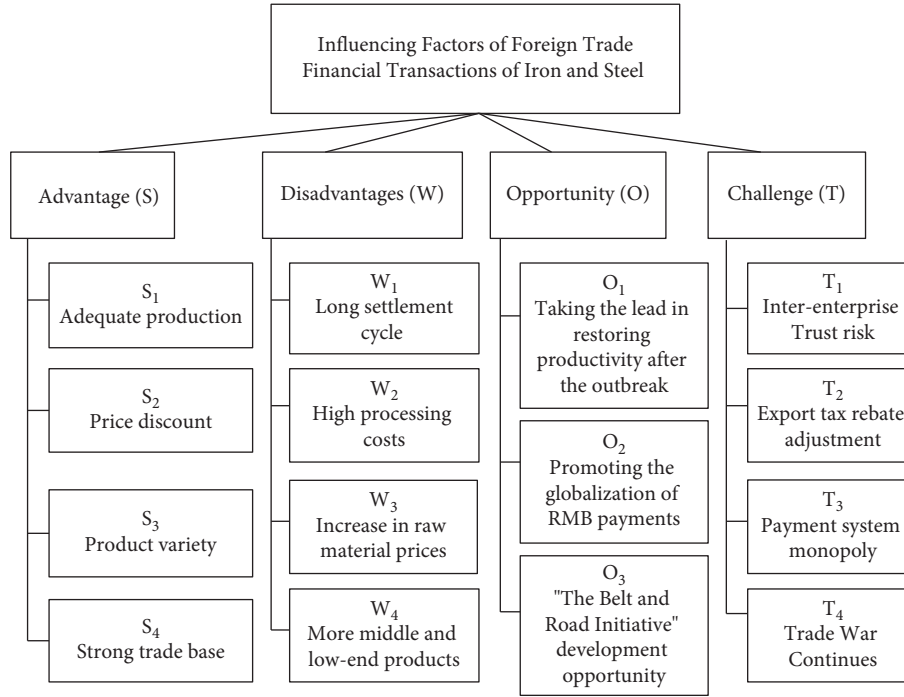 Influencing Factors of Foreign Trade
Financial Transactions of Iron and Steel
Advantage (S)
S1
Adequate production
S2
Price discount
S3
Product variety
S4
Strong trade base
Disadvantages (W)
W1
Long settlement
cycle
W2
High processing
costs
W3
Increase in raw
material prices
W4
More middle and
low-end products
Opportunity (O)
O1
Taking the lead in
restoring
productivity after
the outbreak
O2
Promoting the
globalization of
RMB payments
O3
"The Belt and
Road Initiative"
development
opportunity
Challenge (T)
T1
Inter-enterprise
Trust risk
T2
Export tax rebate
adjustment
T3
Payment system
monopoly
T4
Trade War
Continues